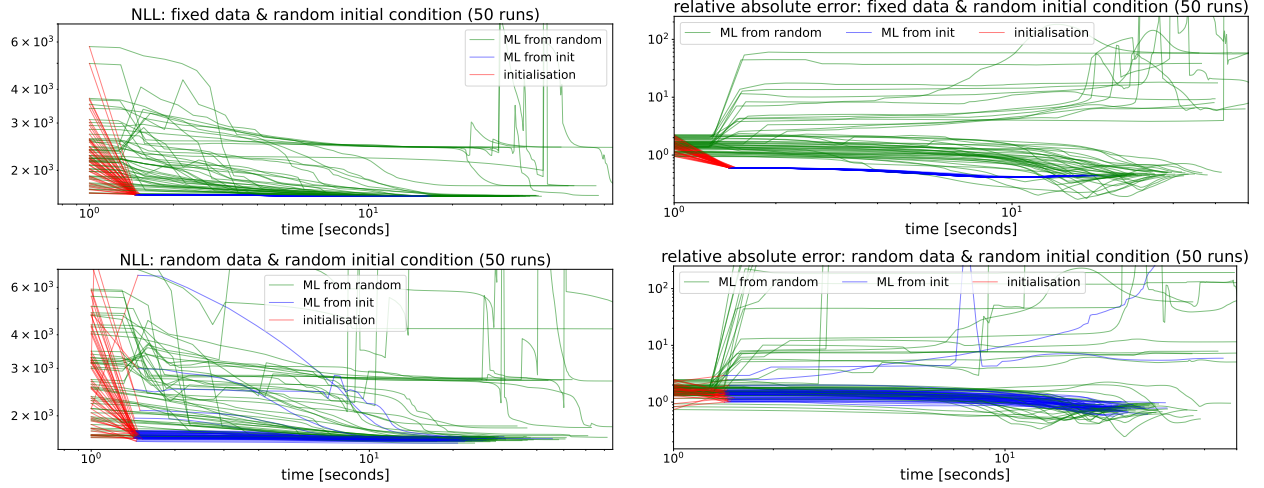 NLL: fixed data & random initial condition (50 runs)
6 × 10³
4 × 10³
3 × 10³
2 × 10³
ML from random
ML from init
initialisation
10⁰
10¹
time [seconds]
relative absolute error: fixed data & random initial condition (50 runs)
10²
10¹
10⁰
ML from random
ML from init
initialisation
10⁰
10¹
time [seconds]
NLL: random data & random initial condition (50 runs)
6 × 10³
4 × 10³
3 × 10³
2 × 10³
ML from random
ML from init
initialisation
10⁰
10¹
time [seconds]
relative absolute error: random data & random initial condition (50 runs)
10²
10¹
10⁰
ML from random
ML from init
initialisation
10⁰
10¹
time [seconds]